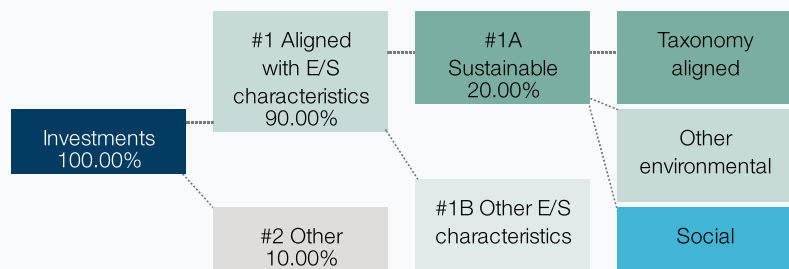 Investments
100.00%
#1 Aligned
with E/S
characteristics
90.00%
#2 Other
10.00%
#1A
Sustainable
20.00%
#1B Other E/S
characteristics
Taxonomy
aligned
Other
environmental
Social